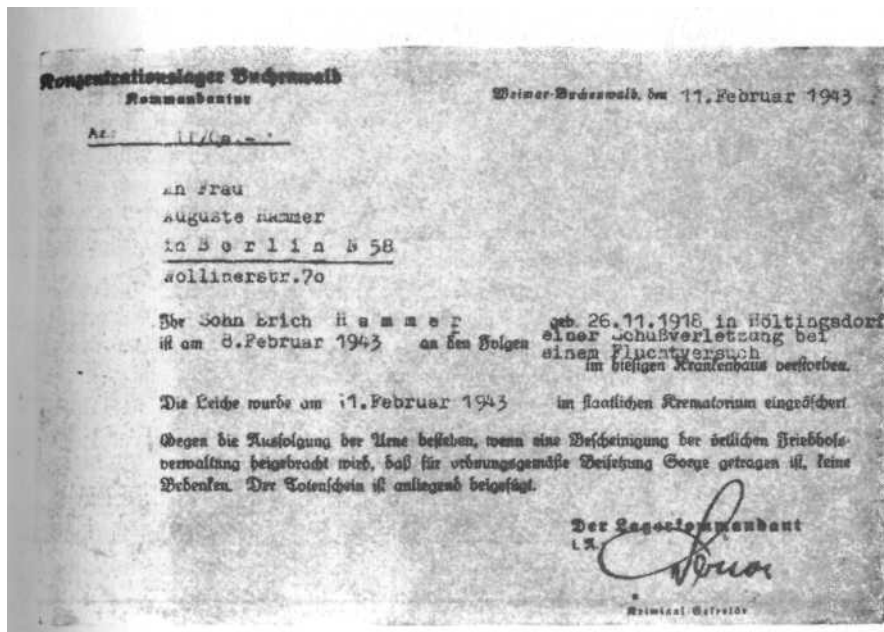 Konzentrationslager Buchenwald
Kommandantur
Weimar-Buchenwald, den 11.Februar 1943
Az.:
An Frau
Auguste Hammer
in B e r l i n N 58
Wollinerstr.70
Ihr Sohn Erich H a m m e r geb. 26.11.1918 in Höltingsdorf
ist am 8.Februar 1943 an den Folgen einer Schußverletzung bei
einem Fluchtversuch
im hiesigen Krankenhaus verstorben.
Die Leiche wurde am 11.Februar 1943 im staatlichen Krematorium eingeäschert.
Gegen die Ausfolgung der Urne bestehen, wenn eine Bescheinigung der örtlichen Friedhofs-
verwaltung beigebracht wird, daß für ordnungsgemäße Beisetzung Sorge getragen ist, keine
Bedenken. Der Totenschein ist anliegend beigefügt.
Der Lagerkommandant
i. A.
Kriminal-Sekretär